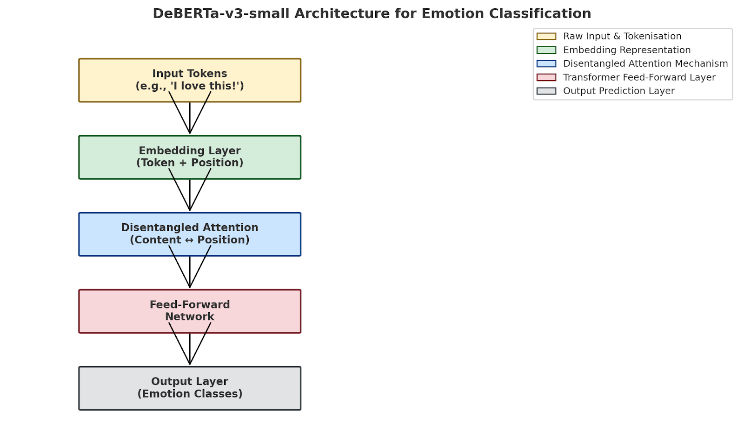 DeBERTa-v3-small Architecture for Emotion Classification
Raw Input & Tokenisation
Embedding Representation
Disentangled Attention Mechanism
Transformer Feed-Forward Layer
Output Prediction Layer
Input Tokens
(e.g., 'I love this!')
Embedding Layer
(Token + Position)
Disentangled Attention
(Content ↔ Position)
Feed-Forward
Network
Output Layer
(Emotion Classes)